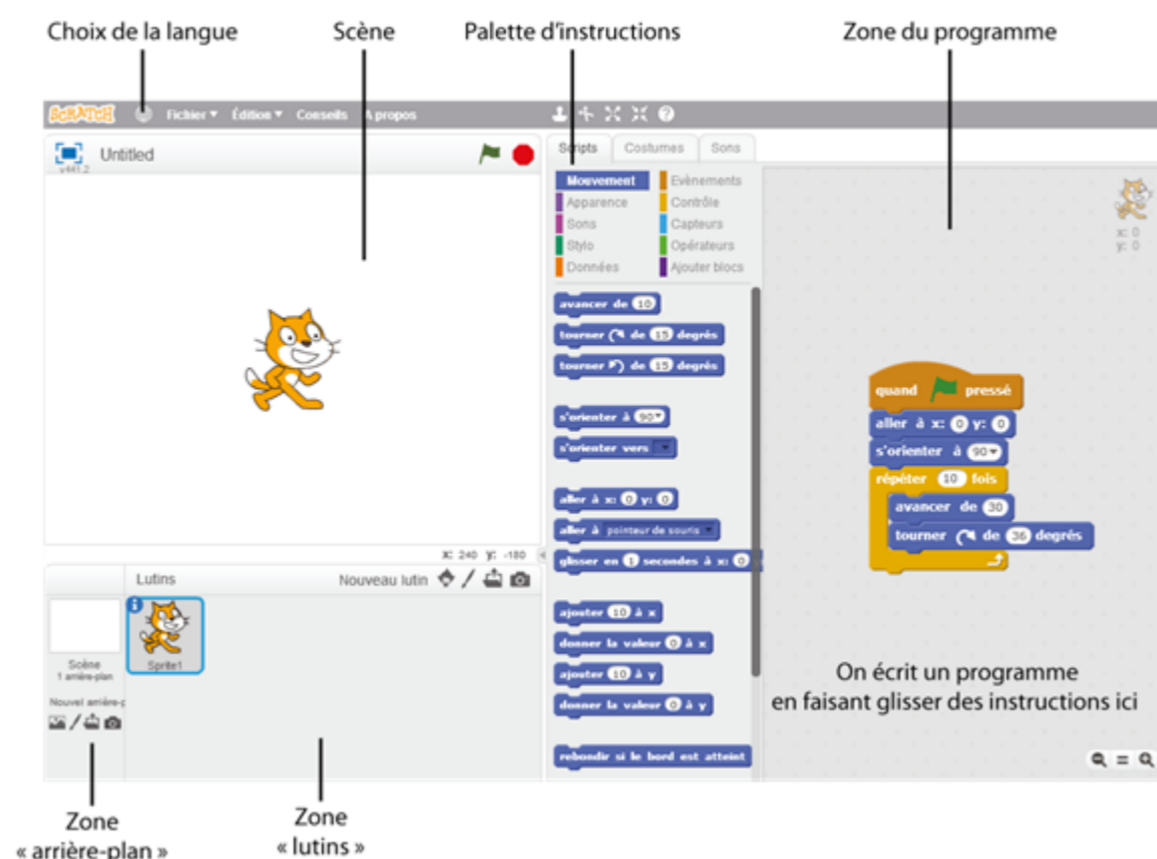 Choix de la langue
Scène
Palette d'instructions
Zone du programme
SCRATCH
Fichier
Édition
Conseils
A propos
Untitled
v441.2
Scripts
Costumes
Sons
Mouvement
Evènements
Apparence
Contrôle
Sons
Capteurs
Stylo
Opérateurs
Données
Ajouter blocs
avancer de 10
tourner de 15 degrés
tourner de 15 degrés
s'orienter à 90
s'orienter vers
aller à x: 0 y: 0
aller à pointeur de souris
glisser en 1 secondes à x: 0
ajouter 10 à x
donner la valeur 0 à x
ajouter 10 à y
donner la valeur 0 à y
rebondir si le bord est atteint
x: 0
y: 0
quand pressé
aller à x: 0 y: 0
s'orienter à 90
répéter 10 fois
avancer de 30
tourner de 36 degrés
On écrit un programme
en faisant glisser des instructions ici
X: 240 y: -180
Lutins
Nouveau lutin
Sprite1
Scène
1 arrière-plan
Nouvel arrière-p
Zone
« arrière-plan »
Zone
« lutins »